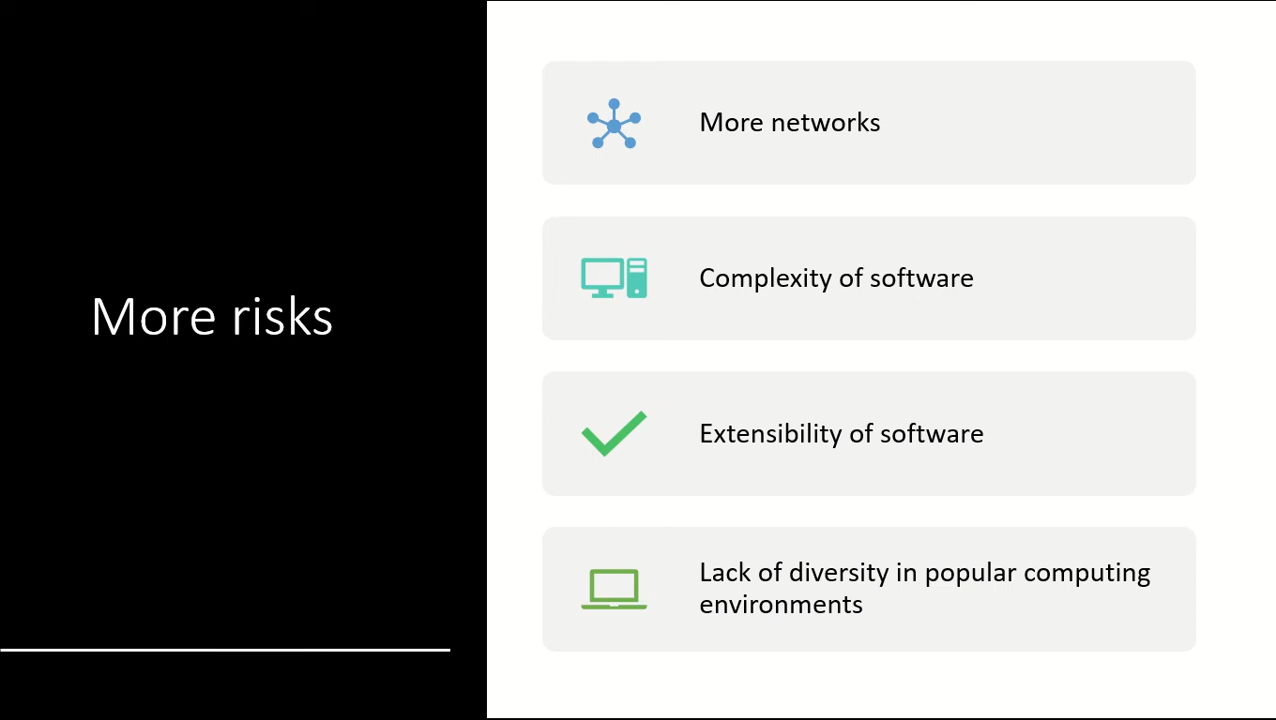 More risks
More networks
Complexity of software
Extensibility of software
Lack of diversity in popular computing
environments